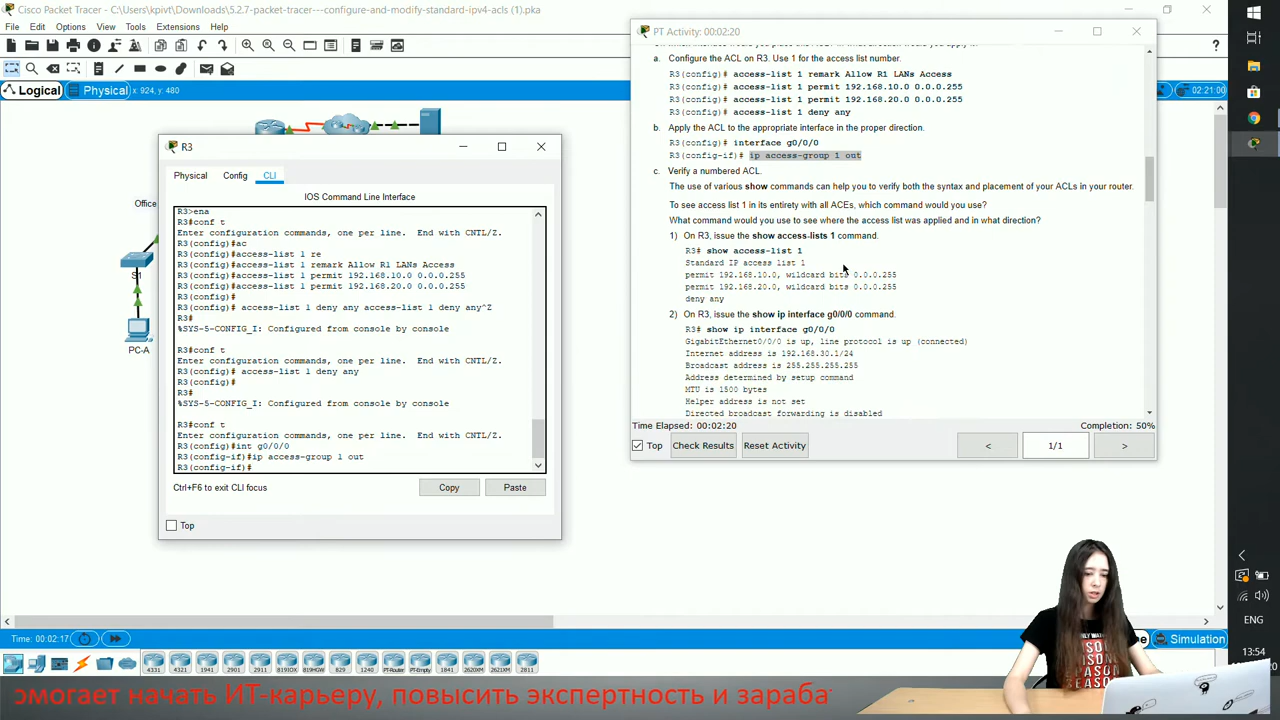 Cisco Packet Tracer - C:\Users\kpivt\Downloads\5.2.7-packet-tracer---configure-and-modify-standard-ipv4-acls (1).pka
File Edit Options View Tools Extensions Help
Logical Physical x: 924, y: 480
02:21:00
Office
S1
PC-A
R3
Physical Config CLI
IOS Command Line Interface
R3>ena
R3#conf t
Enter configuration commands, one per line. End with CNTL/Z.
R3(config)#ac
R3(config)#access-list 1 re
R3(config)#access-list 1 remark Allow R1 LANs Access
R3(config)#access-list 1 permit 192.168.10.0 0.0.0.255
R3(config)#access-list 1 permit 192.168.20.0 0.0.0.255
R3(config)#
R3(config)# access-list 1 deny any access-list 1 deny any^Z
R3#
%SYS-5-CONFIG_I: Configured from console by console
R3#conf t
Enter configuration commands, one per line. End with CNTL/Z.
R3(config)# access-list 1 deny any
R3(config)#
R3#
%SYS-5-CONFIG_I: Configured from console by console
R3#conf t
Enter configuration commands, one per line. End with CNTL/Z.
R3(config)#int g0/0/0
R3(config-if)#ip access-group 1 out
R3(config-if)#
Ctrl+F6 to exit CLI focus
Copy
Paste
Top
PT Activity: 00:02:20
a. Configure the ACL on R3. Use 1 for the access list number.
R3(config)# access-list 1 remark Allow R1 LANs Access
R3(config)# access-list 1 permit 192.168.10.0 0.0.0.255
R3(config)# access-list 1 permit 192.168.20.0 0.0.0.255
R3(config)# access-list 1 deny any
b. Apply the ACL to the appropriate interface in the proper direction.
R3(config)# interface g0/0/0
R3(config-if)# ip access-group 1 out
c. Verify a numbered ACL.
The use of various show commands can help you to verify both the syntax and placement of your ACLs in your router.
To see access list 1 in its entirety with all ACEs, which command would you use?
What command would you use to see where the access list was applied and in what direction?
1) On R3, issue the show access-lists 1 command.
R3# show access-list 1
Standard IP access list 1
permit 192.168.10.0, wildcard bits 0.0.0.255
permit 192.168.20.0, wildcard bits 0.0.0.255
deny any
2) On R3, issue the show ip interface g0/0/0 command.
R3# show ip interface g0/0/0
GigabitEthernet0/0/0 is up, line protocol is up (connected)
Internet address is 192.168.30.1/24
Broadcast address is 255.255.255.255
Address determined by setup command
MTU is 1500 bytes
Helper address is not set
Directed broadcast forwarding is disabled
Time Elapsed: 00:02:20
Completion: 50%
Top
Check Results
Reset Activity
<
1/1
>
Time: 00:02:17
Simulation
4331 4321 1941 2901 2911 819IOX 819HGW 829 1240 PT-Router PT-Empty 1841 2620XM 2621XM 2811
ENG
13:54
эмогает начать ИТ-карьеру, повысить экспертность и зараба